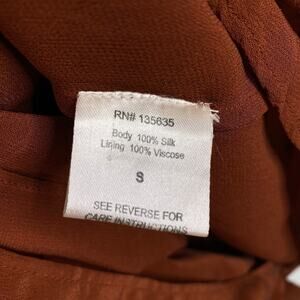 RN# 135635
Body 100% Silk
Lining 100% Viscose
S
SEE REVERSE FOR
CARE INSTRUCTIONS